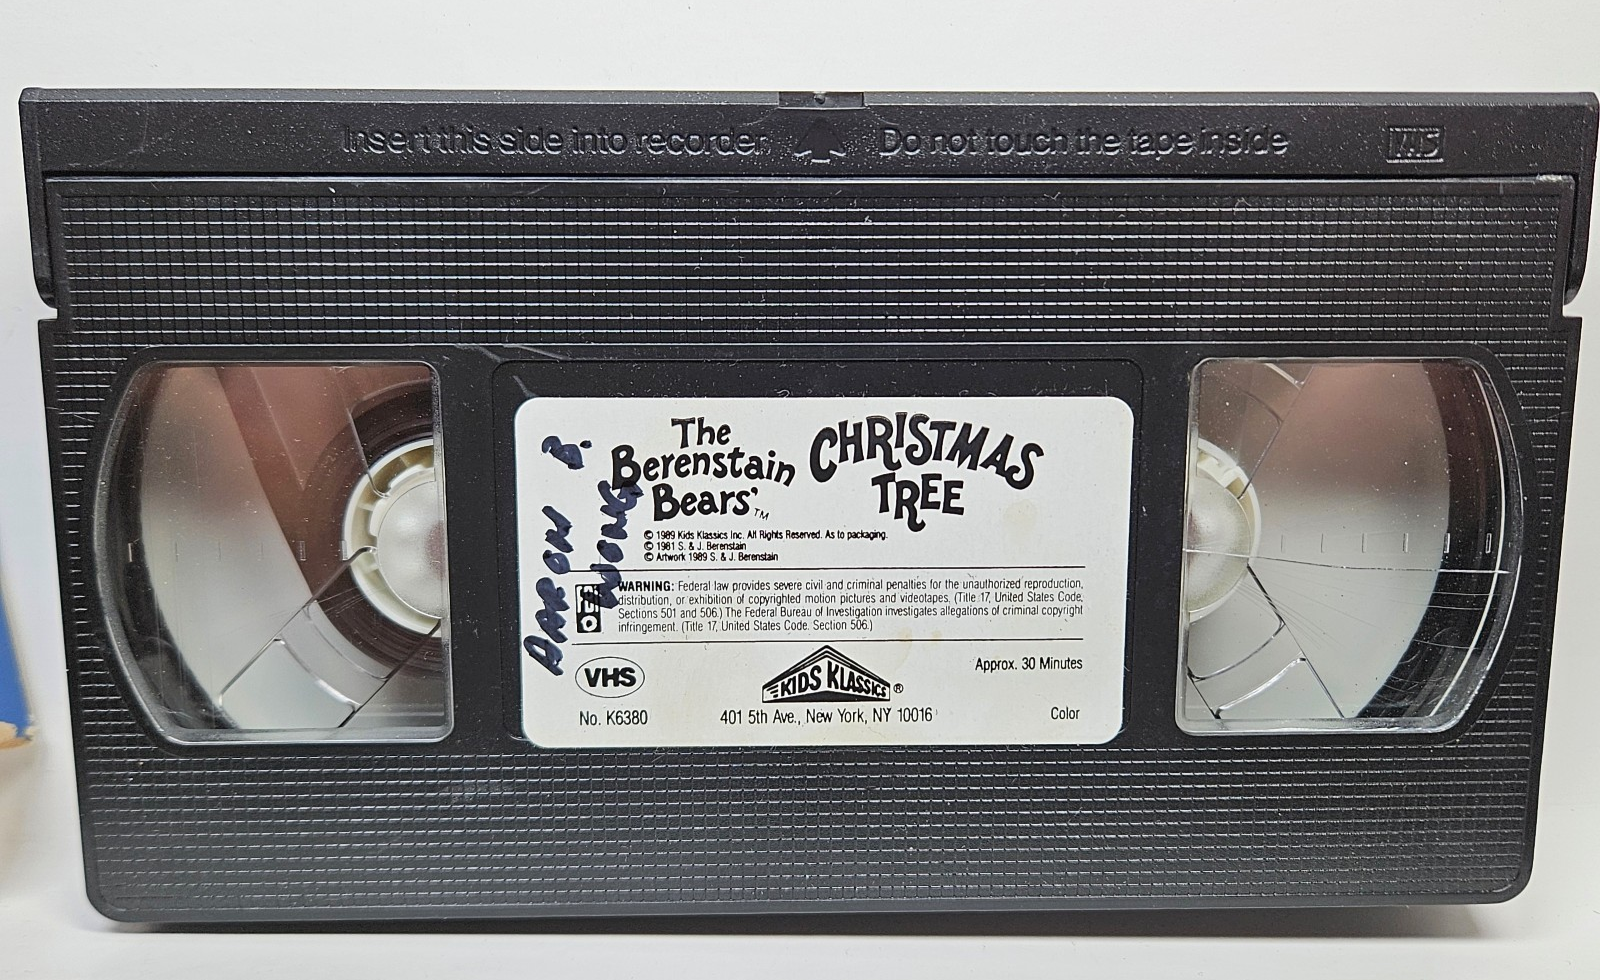 Insert this side into recorder Do not touch the tape inside VHS
The
Berenstain
Bears'™
CHRISTMAS
TREE
© 1989 Kids Klassics Inc. All Rights Reserved. As to packaging.
© 1981 S. & J. Berenstain
© Artwork 1989 S. & J. Berenstain
WARNING: Federal law provides severe civil and criminal penalties for the unauthorized reproduction,
distribution, or exhibition of copyrighted motion pictures and videotapes. (Title 17, United States Code,
Sections 501 and 506.) The Federal Bureau of Investigation investigates allegations of criminal copyright
infringement. (Title 17, United States Code. Section 506.)
VHS
KIDS KLASSICS®
Approx. 30 Minutes
No. K6380
401 5th Ave., New York, NY 10016
Color
AARON B.
WONG